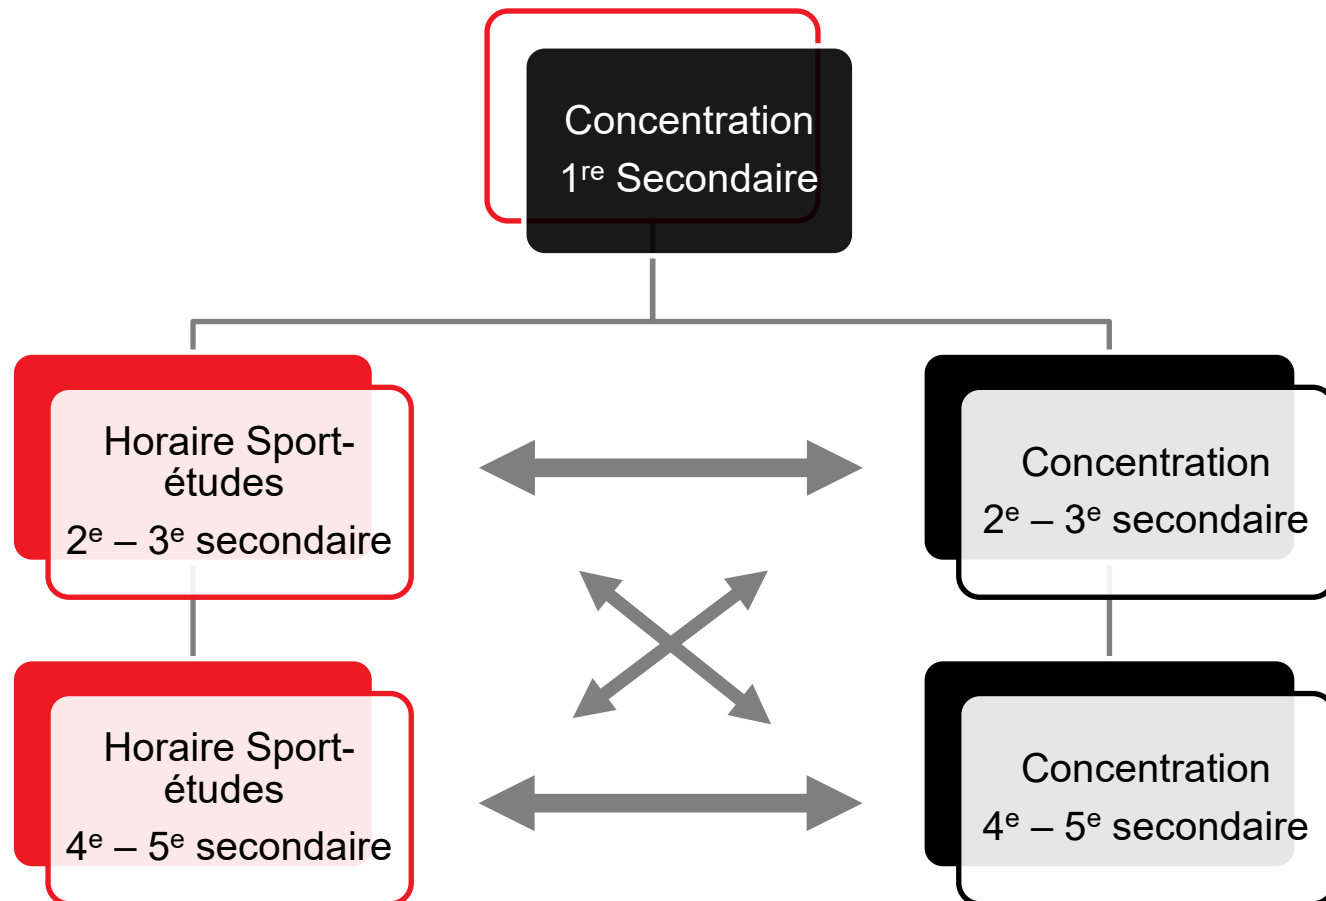 Concentration
1re Secondaire
Horaire Sport-
études
2e – 3e secondaire
Concentration
2e – 3e secondaire
Horaire Sport-
études
4e – 5e secondaire
Concentration
4e – 5e secondaire